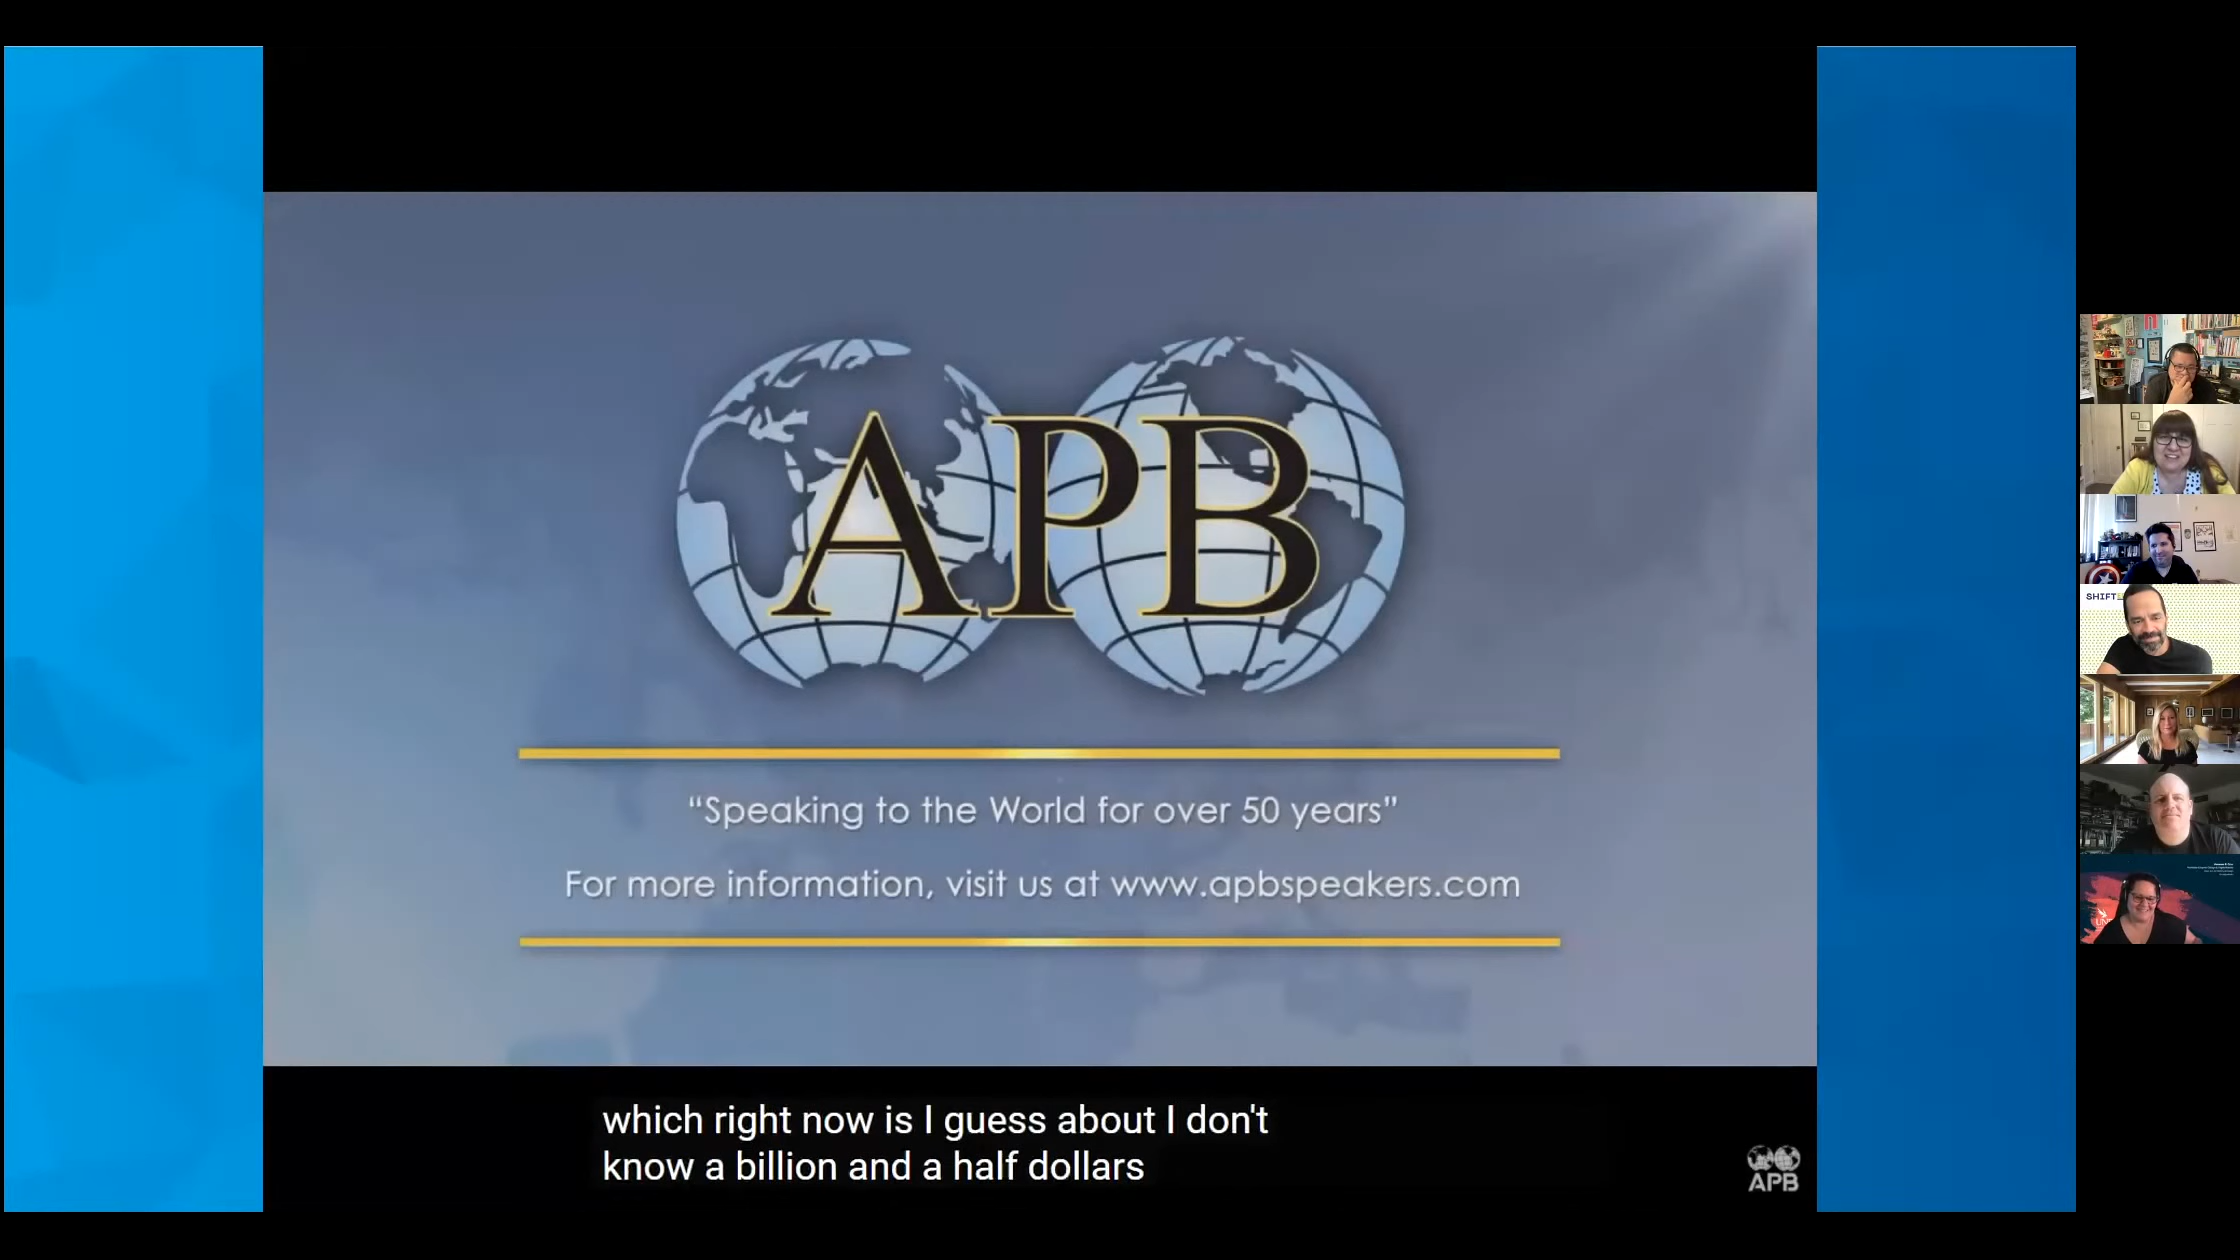 APB
“Speaking to the World for over 50 years”
For more information, visit us at www.apbspeakers.com
which right now is I guess about I don't
know a billion and a half dollars
APB
SHIFT